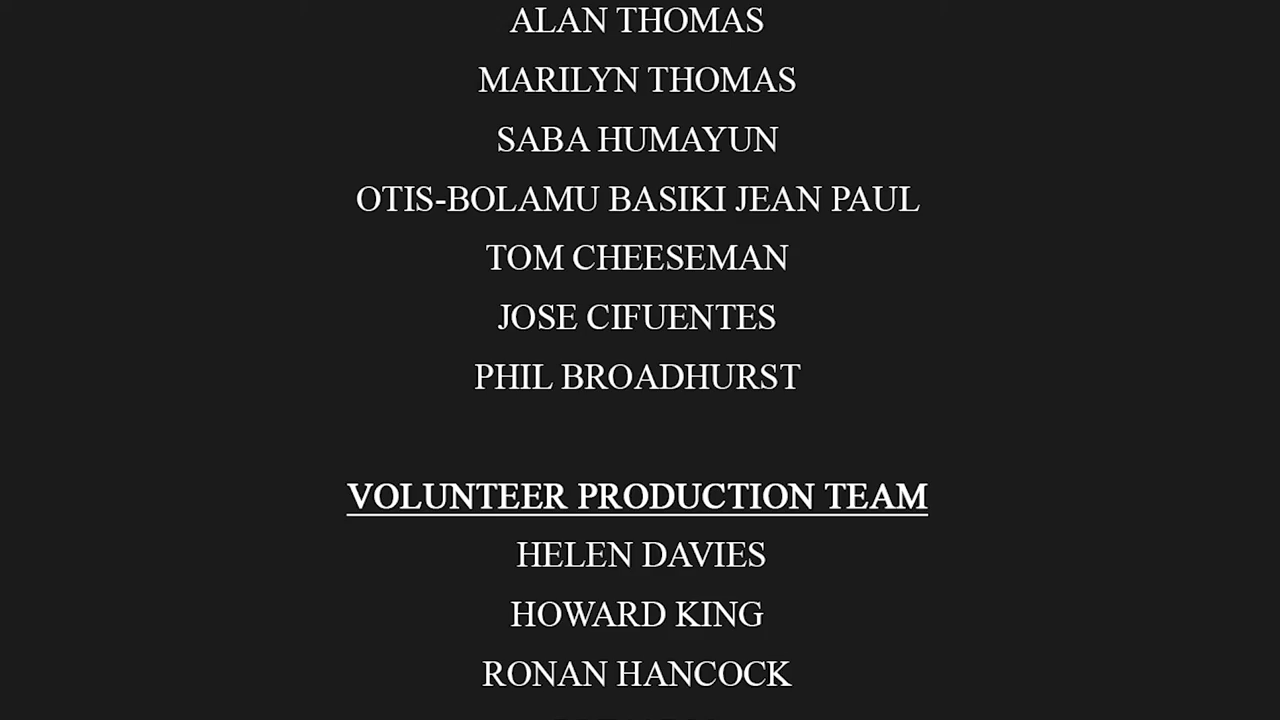 ALAN THOMAS
MARILYN THOMAS
SABA HUMAYUN
OTIS-BOLAMU BASIKI JEAN PAUL
TOM CHEESEMAN
JOSE CIFUENTES
PHIL BROADHURST
VOLUNTEER PRODUCTION TEAM
HELEN DAVIES
HOWARD KING
RONAN HANCOCK